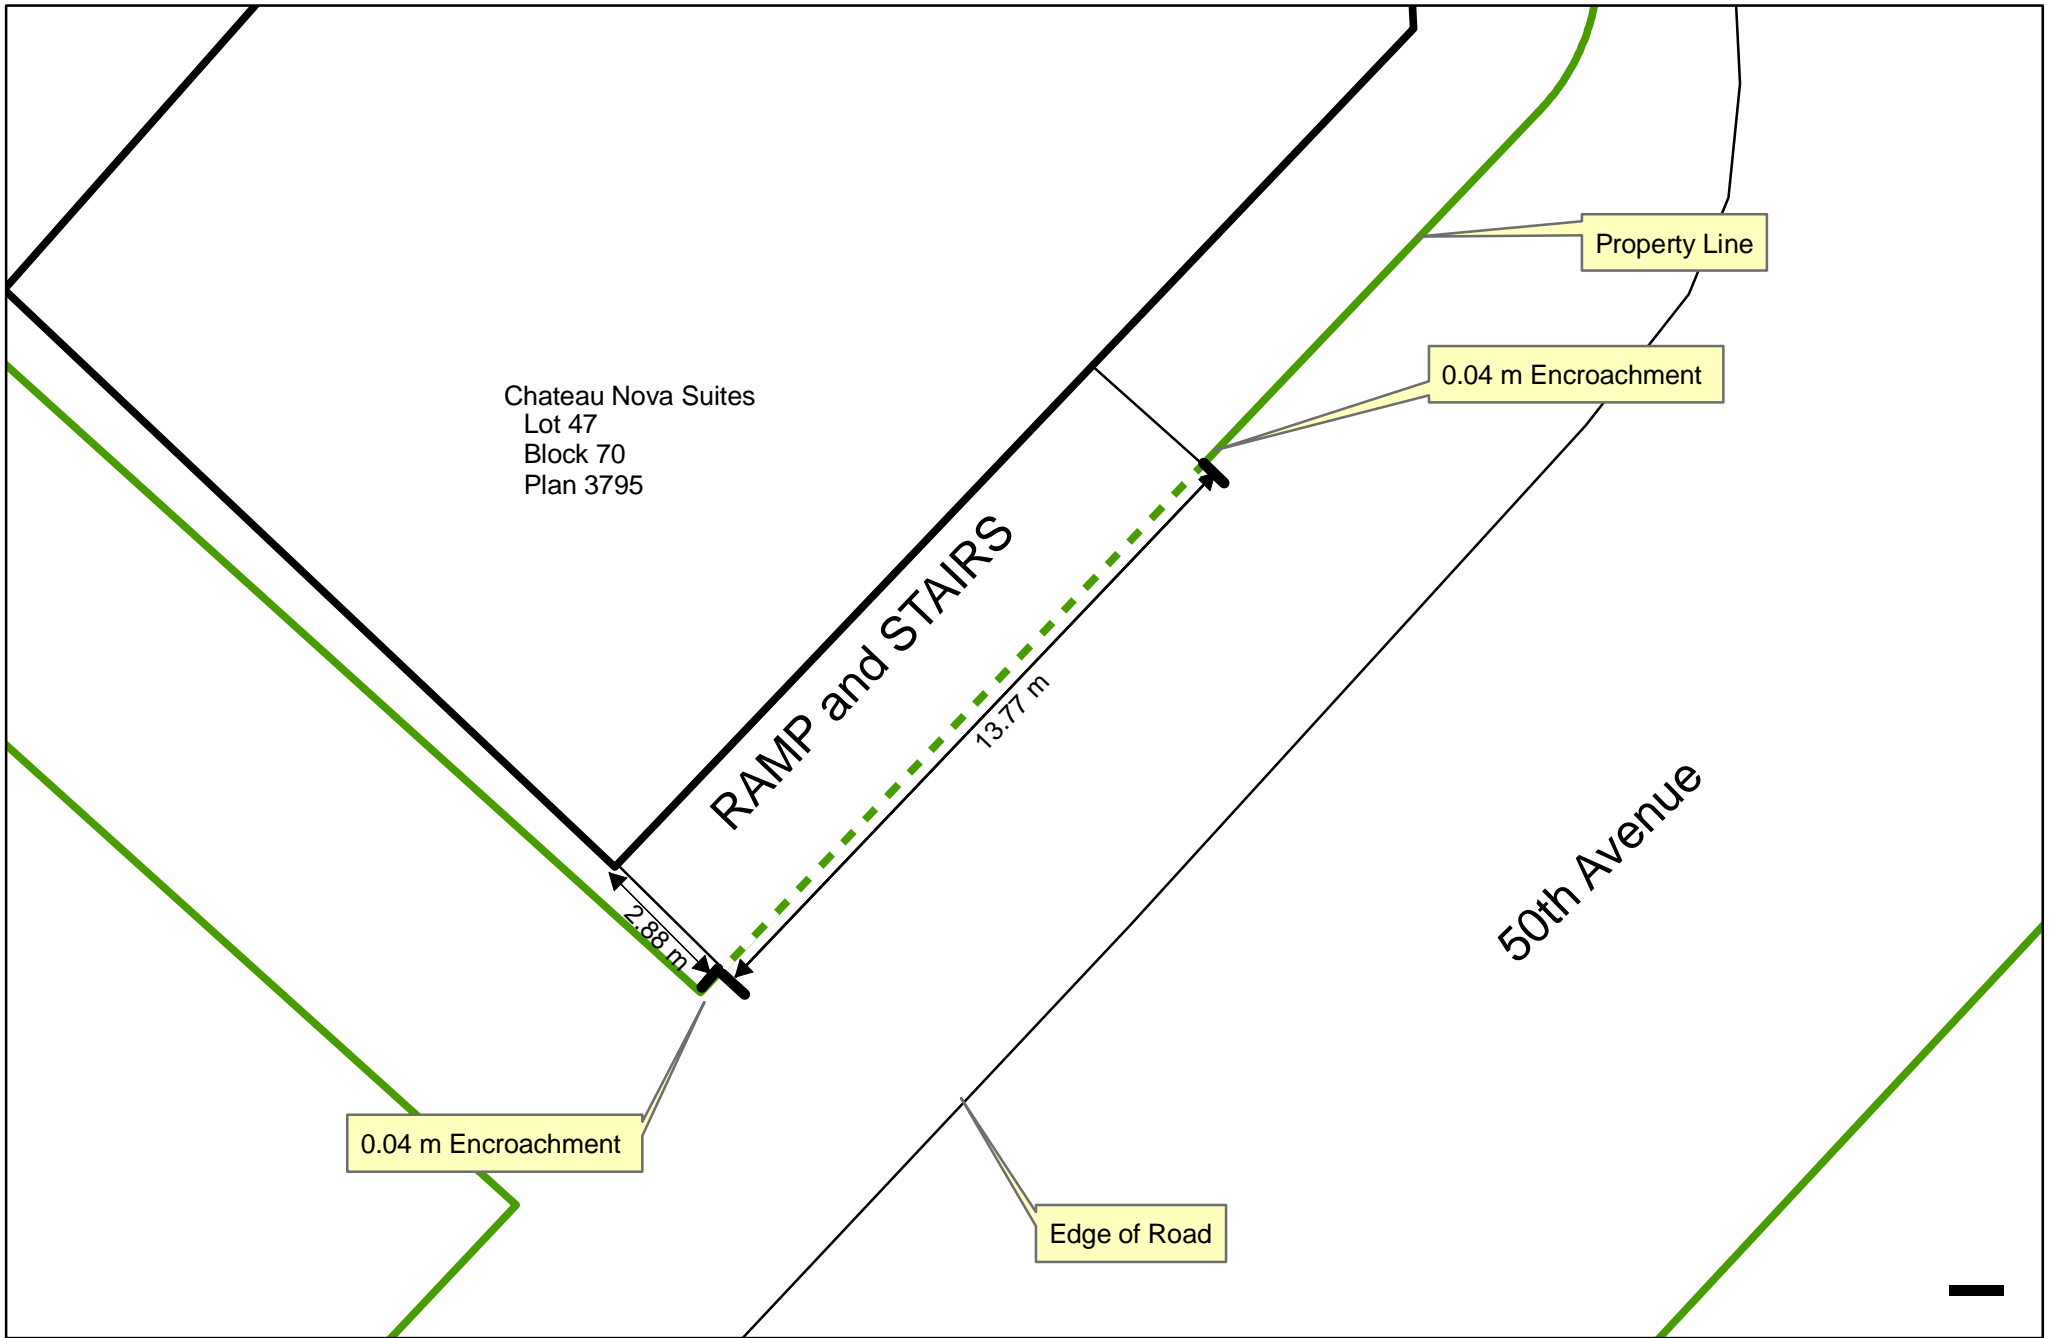 Property Line
0.04 m Encroachment
Chateau Nova Suites
Lot 47
Block 70
Plan 3795
RAMP and STAIRS
13.77 m
50th Avenue
2.88 m
0.04 m Encroachment
Edge of Road